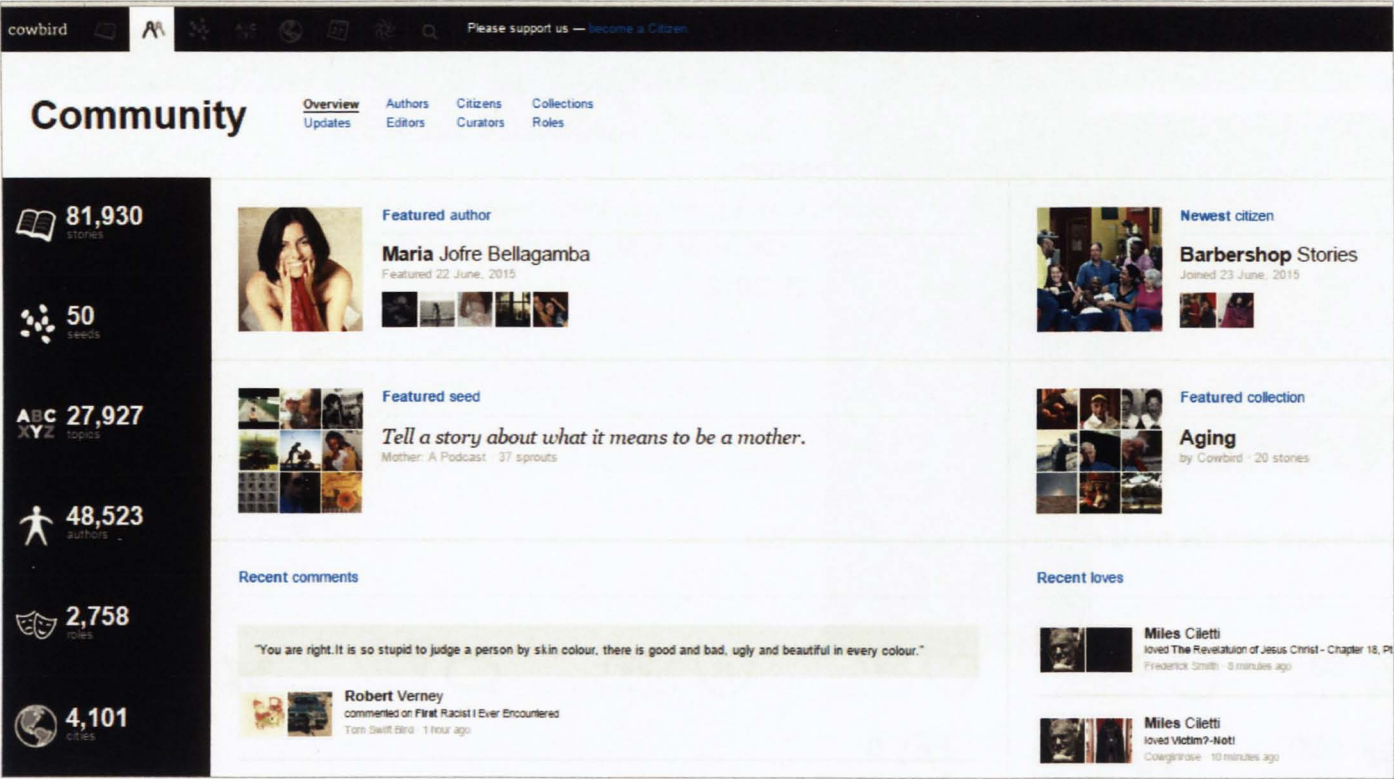 cowbird
Please support us — become a Citizen
Community
Overview Authors Citizens Collections
Updates Editors Curators Roles
81,930
stories
50
seeds
ABC
XYZ
27,927
topics
48,523
authors
2,758
roles
4,101
cities
Featured author
Maria Jofre Bellagamba
Featured 22 June, 2015
Newest citizen
Barbershop Stories
Joined 23 June, 2015
Featured seed
Tell a story about what it means to be a mother.
Mother: A Podcast · 37 sprouts
Featured collection
Aging
by Cowbird · 20 stories
Recent comments
"You are right.It is so stupid to judge a person by skin colour, there is good and bad, ugly and beautiful in every colour."
Robert Verney
commented on First Racist I Ever Encountered
Tom Swift Bird · 1 hour ago
Recent loves
Miles Ciletti
loved The Revelatuion of Jesus Christ - Chapter 18, Pt
Frederick Smith · 8 minutes ago
Miles Ciletti
loved Victim?-Not!
Cowgirlrose · 10 minutes ago